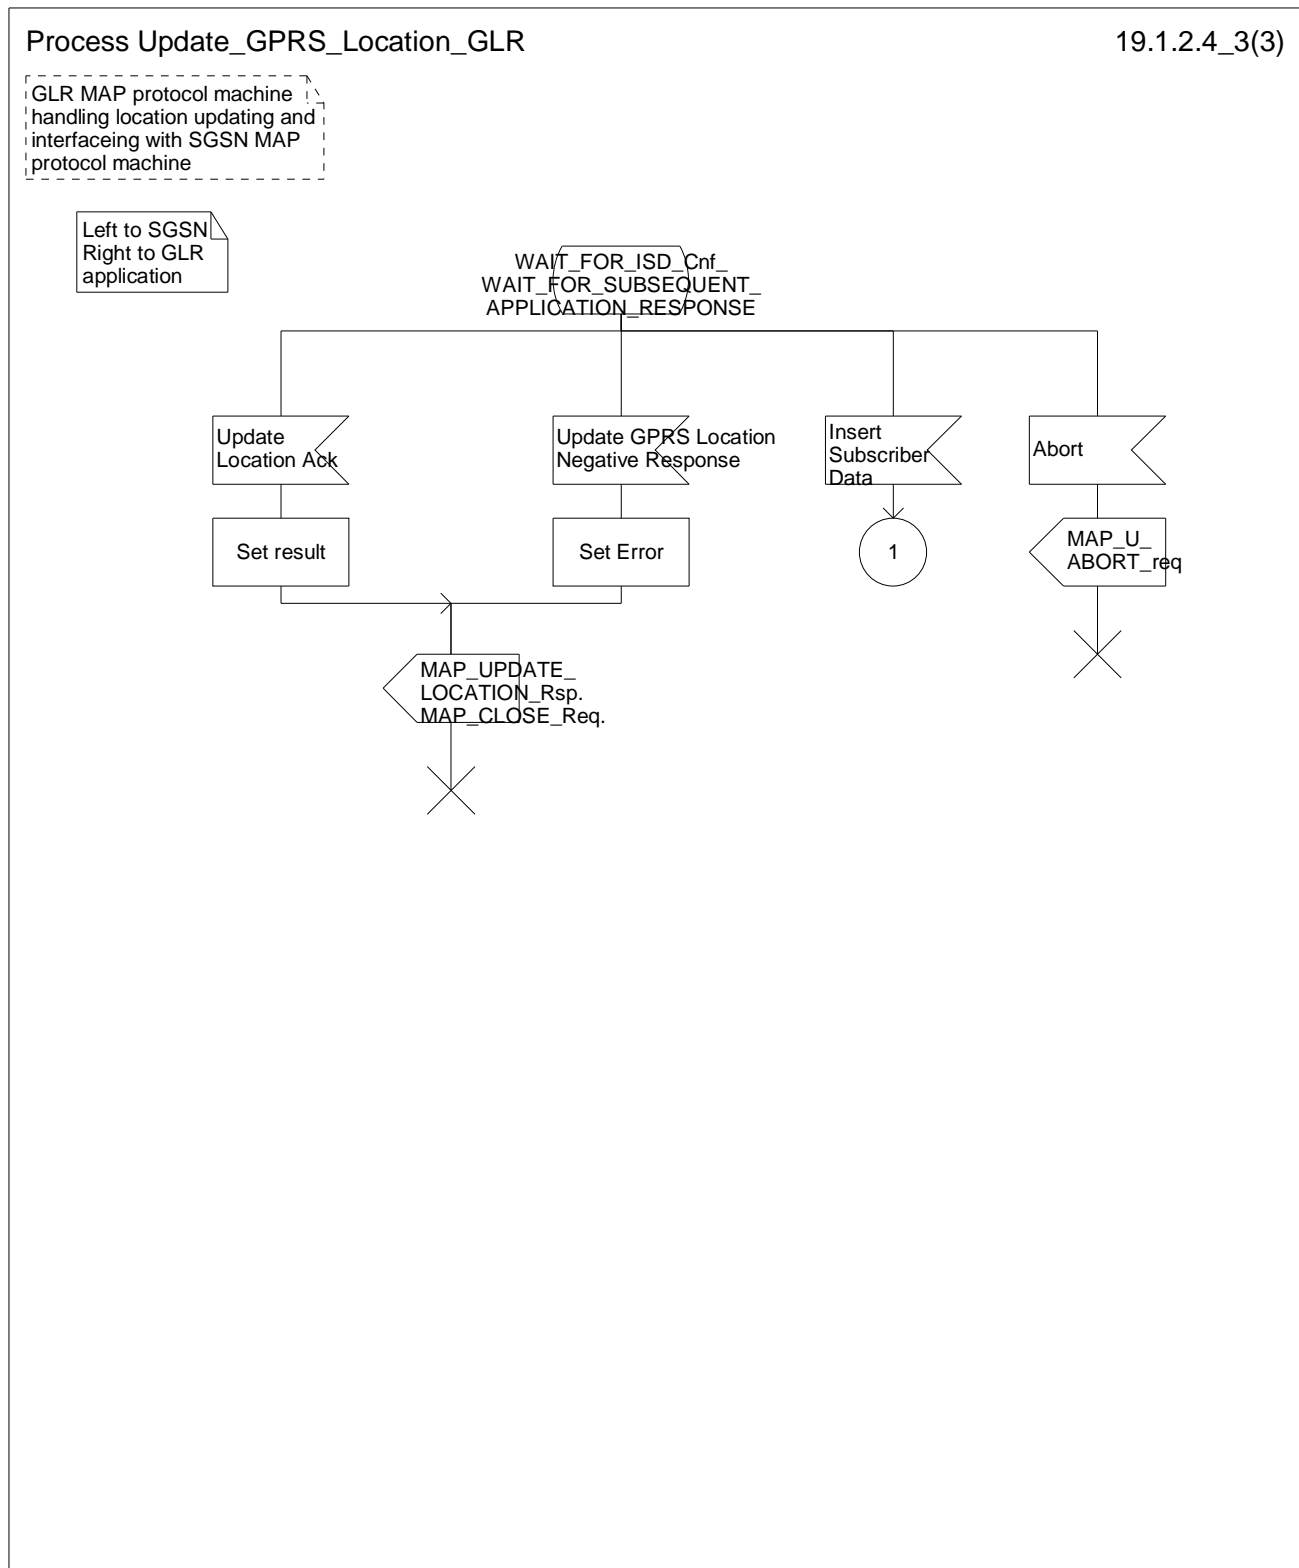 Process Update_GPRS_Location_GLR
19.1.2.4_3(3)
GLR MAP protocol machine
handling location updating and
interfaceing with SGSN MAP
protocol machine
Left to SGSN
Right to GLR
application
WAIT_FOR_ISD_Cnf_
WAIT_FOR_SUBSEQUENT_
APPLICATION_RESPONSE
Update
Location Ack
Update GPRS Location
Negative Response
Insert
Subscriber
Data
Abort
Set result
Set Error
1
MAP_U_
ABORT_req
MAP_UPDATE_
LOCATION_Rsp.
MAP_CLOSE_Req.